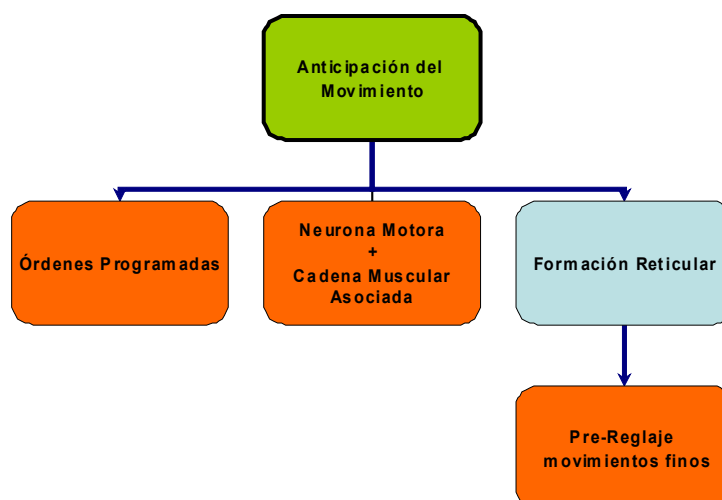 Anticipación del
Movimiento
Órdenes Programadas
Neurona Motora
+
Cadena Muscular
Asociada
Formación Reticular
Pre-Reglaje
movimientos finos